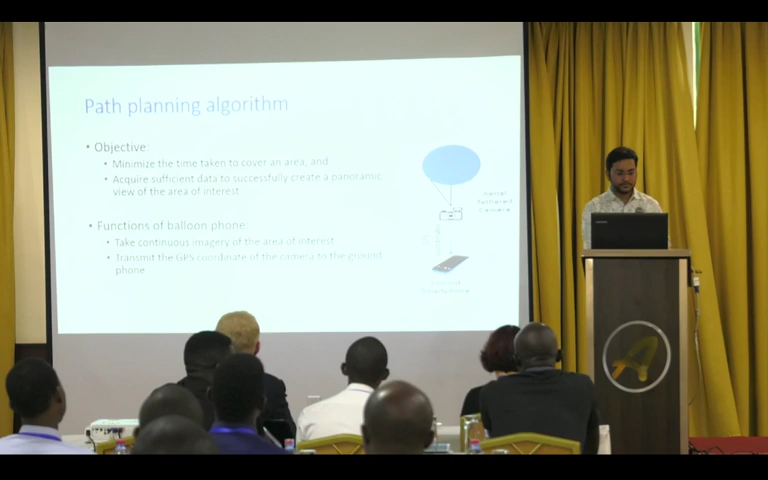 Path planning algorithm
• Objective:
• Minimize the time taken to cover an area, and
• Acquire sufficient data to successfully create a panoramic
view of the area of interest
• Functions of balloon phone:
• Take continuous imagery of the area of interest
• Transmit the GPS coordinate of the camera to the ground
phone
Aerial
Tethered
Camera